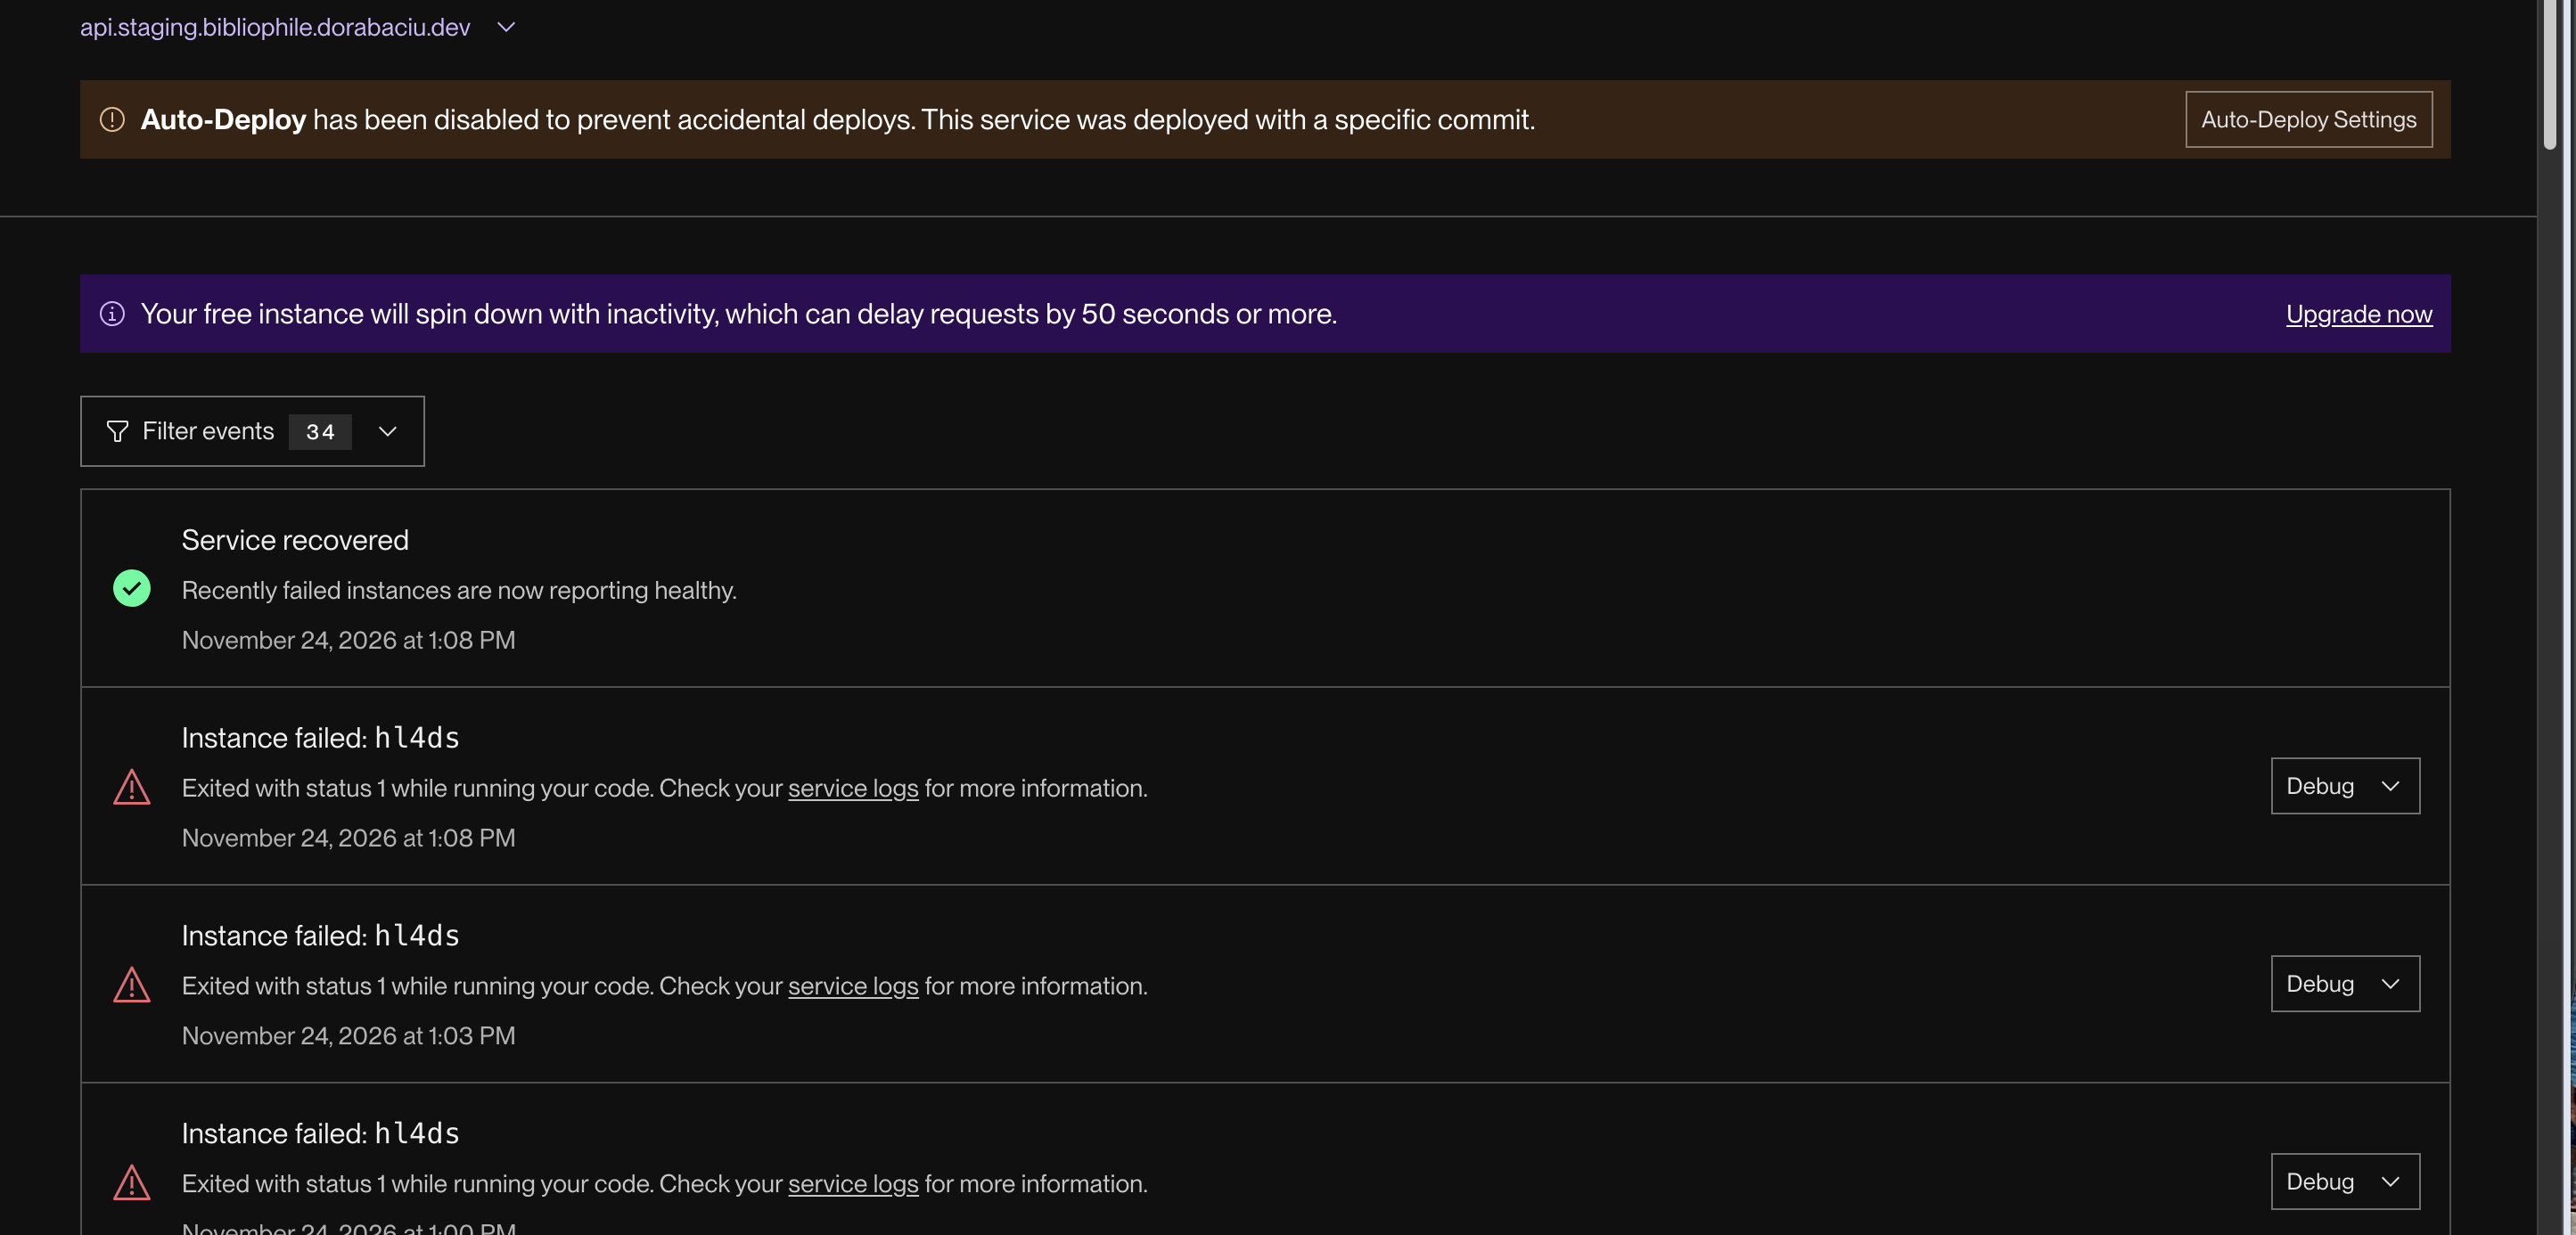 api.staging.bibliophile.dorabaciu.dev
Auto-Deploy has been disabled to prevent accidental deploys. This service was deployed with a specific commit.
Auto-Deploy Settings
Your free instance will spin down with inactivity, which can delay requests by 50 seconds or more.
Upgrade now
Filter events 34
Service recovered
Recently failed instances are now reporting healthy.
November 24, 2026 at 1:08 PM
Instance failed: hl4ds
Exited with status 1 while running your code. Check your service logs for more information.
November 24, 2026 at 1:08 PM
Debug
Instance failed: hl4ds
Exited with status 1 while running your code. Check your service logs for more information.
November 24, 2026 at 1:03 PM
Debug
Instance failed: hl4ds
Exited with status 1 while running your code. Check your service logs for more information.
November 24, 2026 at 1:00 PM
Debug